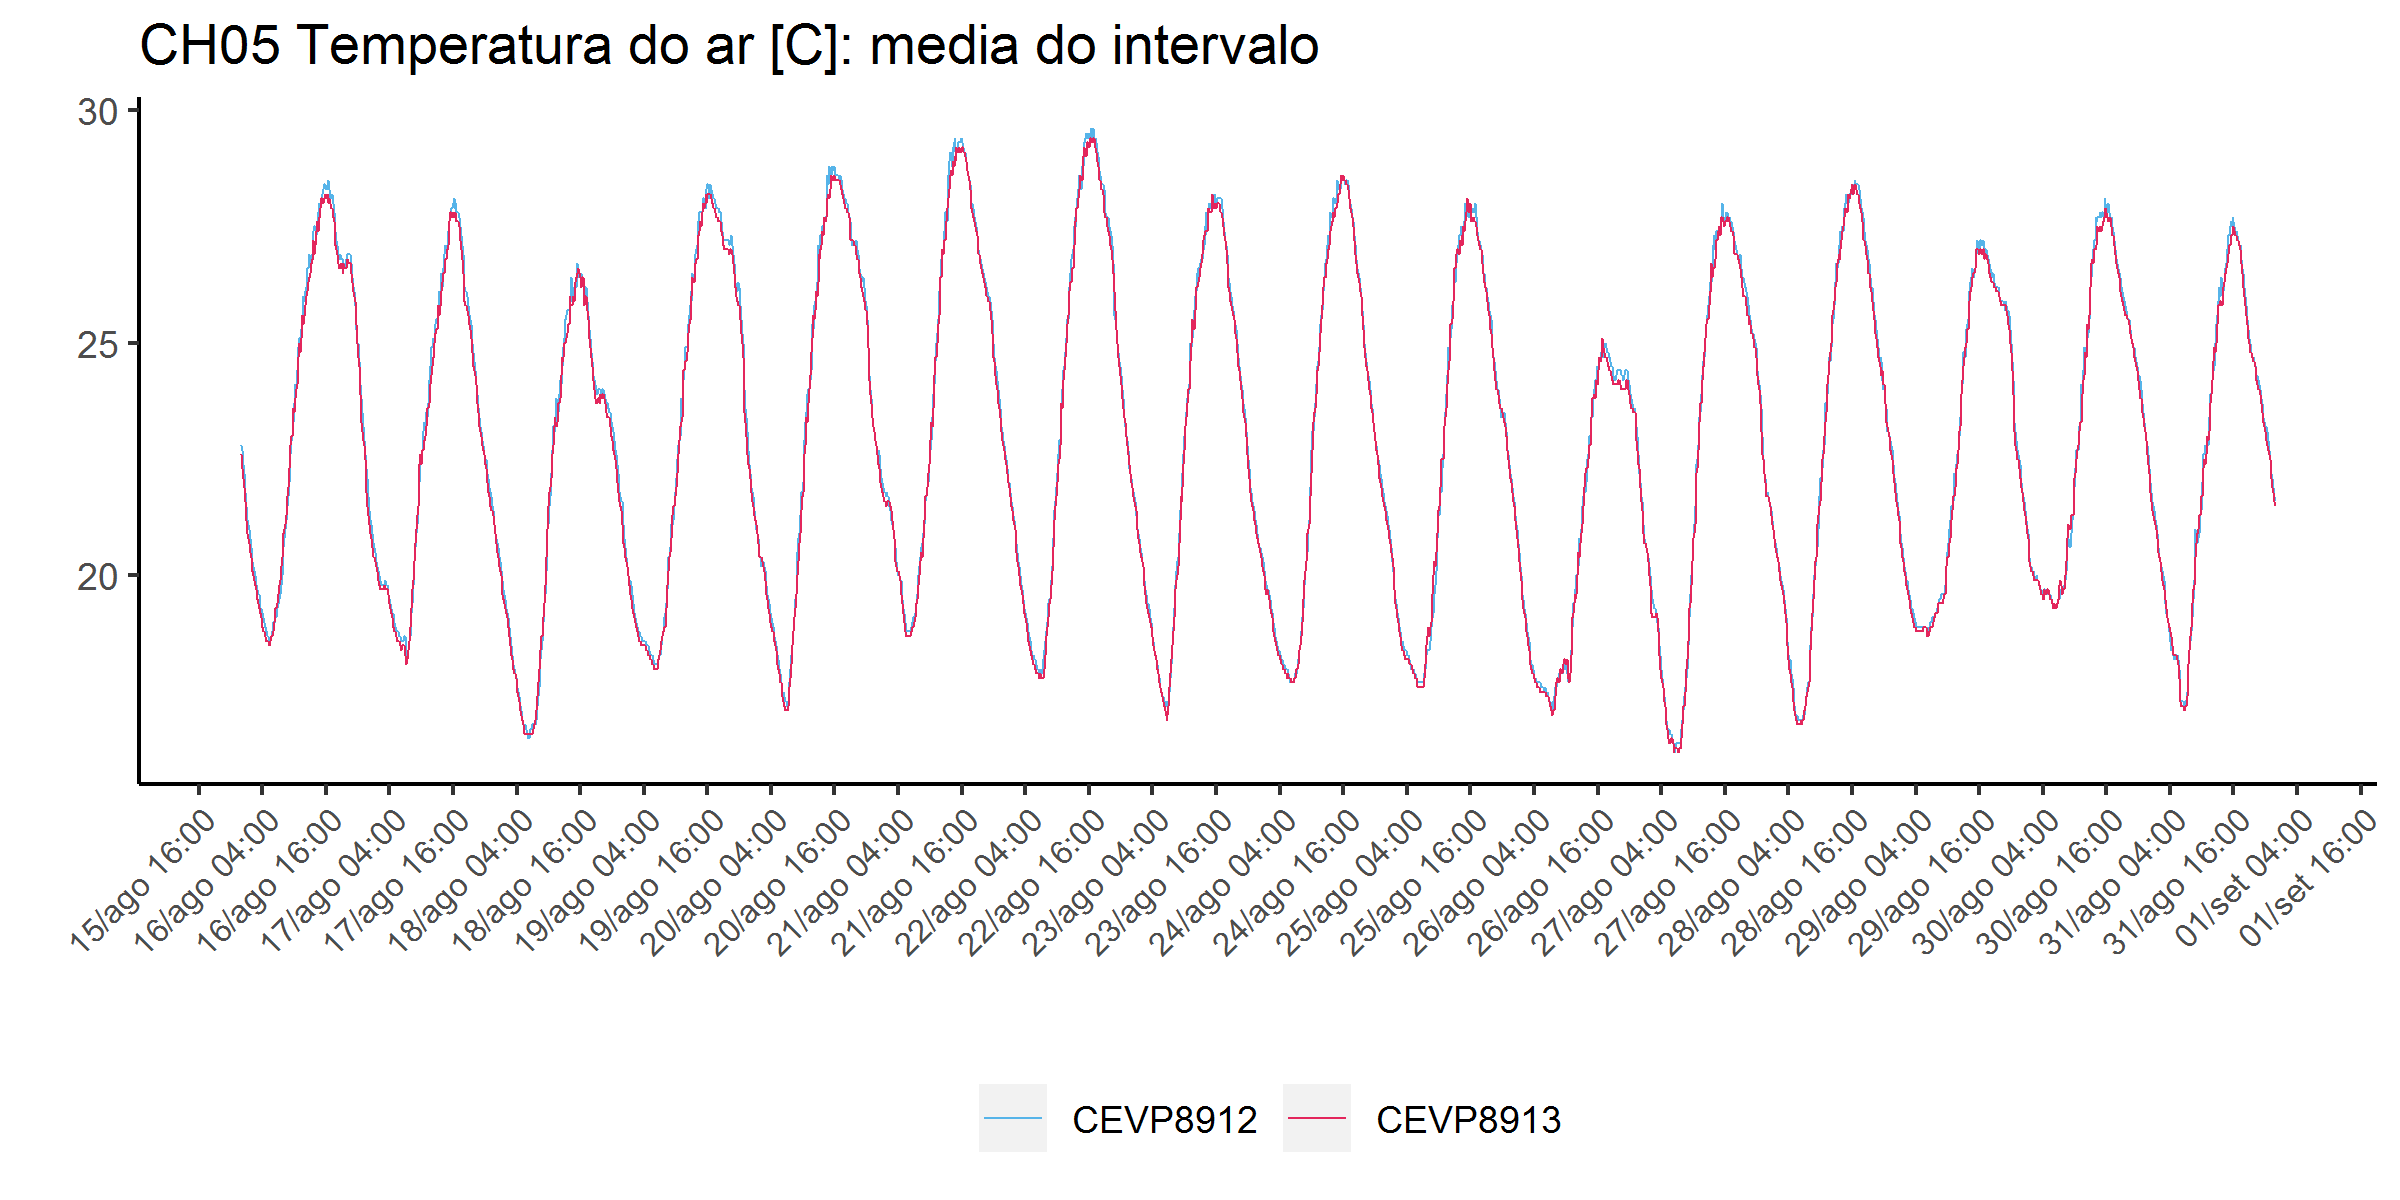 CH05 Temperatura do ar [C]: media do intervalo
30
25
20
15/ago 16:00
16/ago 04:00
16/ago 16:00
17/ago 04:00
17/ago 16:00
18/ago 04:00
18/ago 16:00
19/ago 04:00
19/ago 16:00
20/ago 04:00
20/ago 16:00
21/ago 04:00
21/ago 16:00
22/ago 04:00
22/ago 16:00
23/ago 04:00
23/ago 16:00
24/ago 04:00
24/ago 16:00
25/ago 04:00
25/ago 16:00
26/ago 04:00
26/ago 16:00
27/ago 04:00
27/ago 16:00
28/ago 04:00
28/ago 16:00
29/ago 04:00
29/ago 16:00
30/ago 04:00
30/ago 16:00
31/ago 04:00
31/ago 16:00
01/set 04:00
01/set 16:00
CEVP8912
CEVP8913